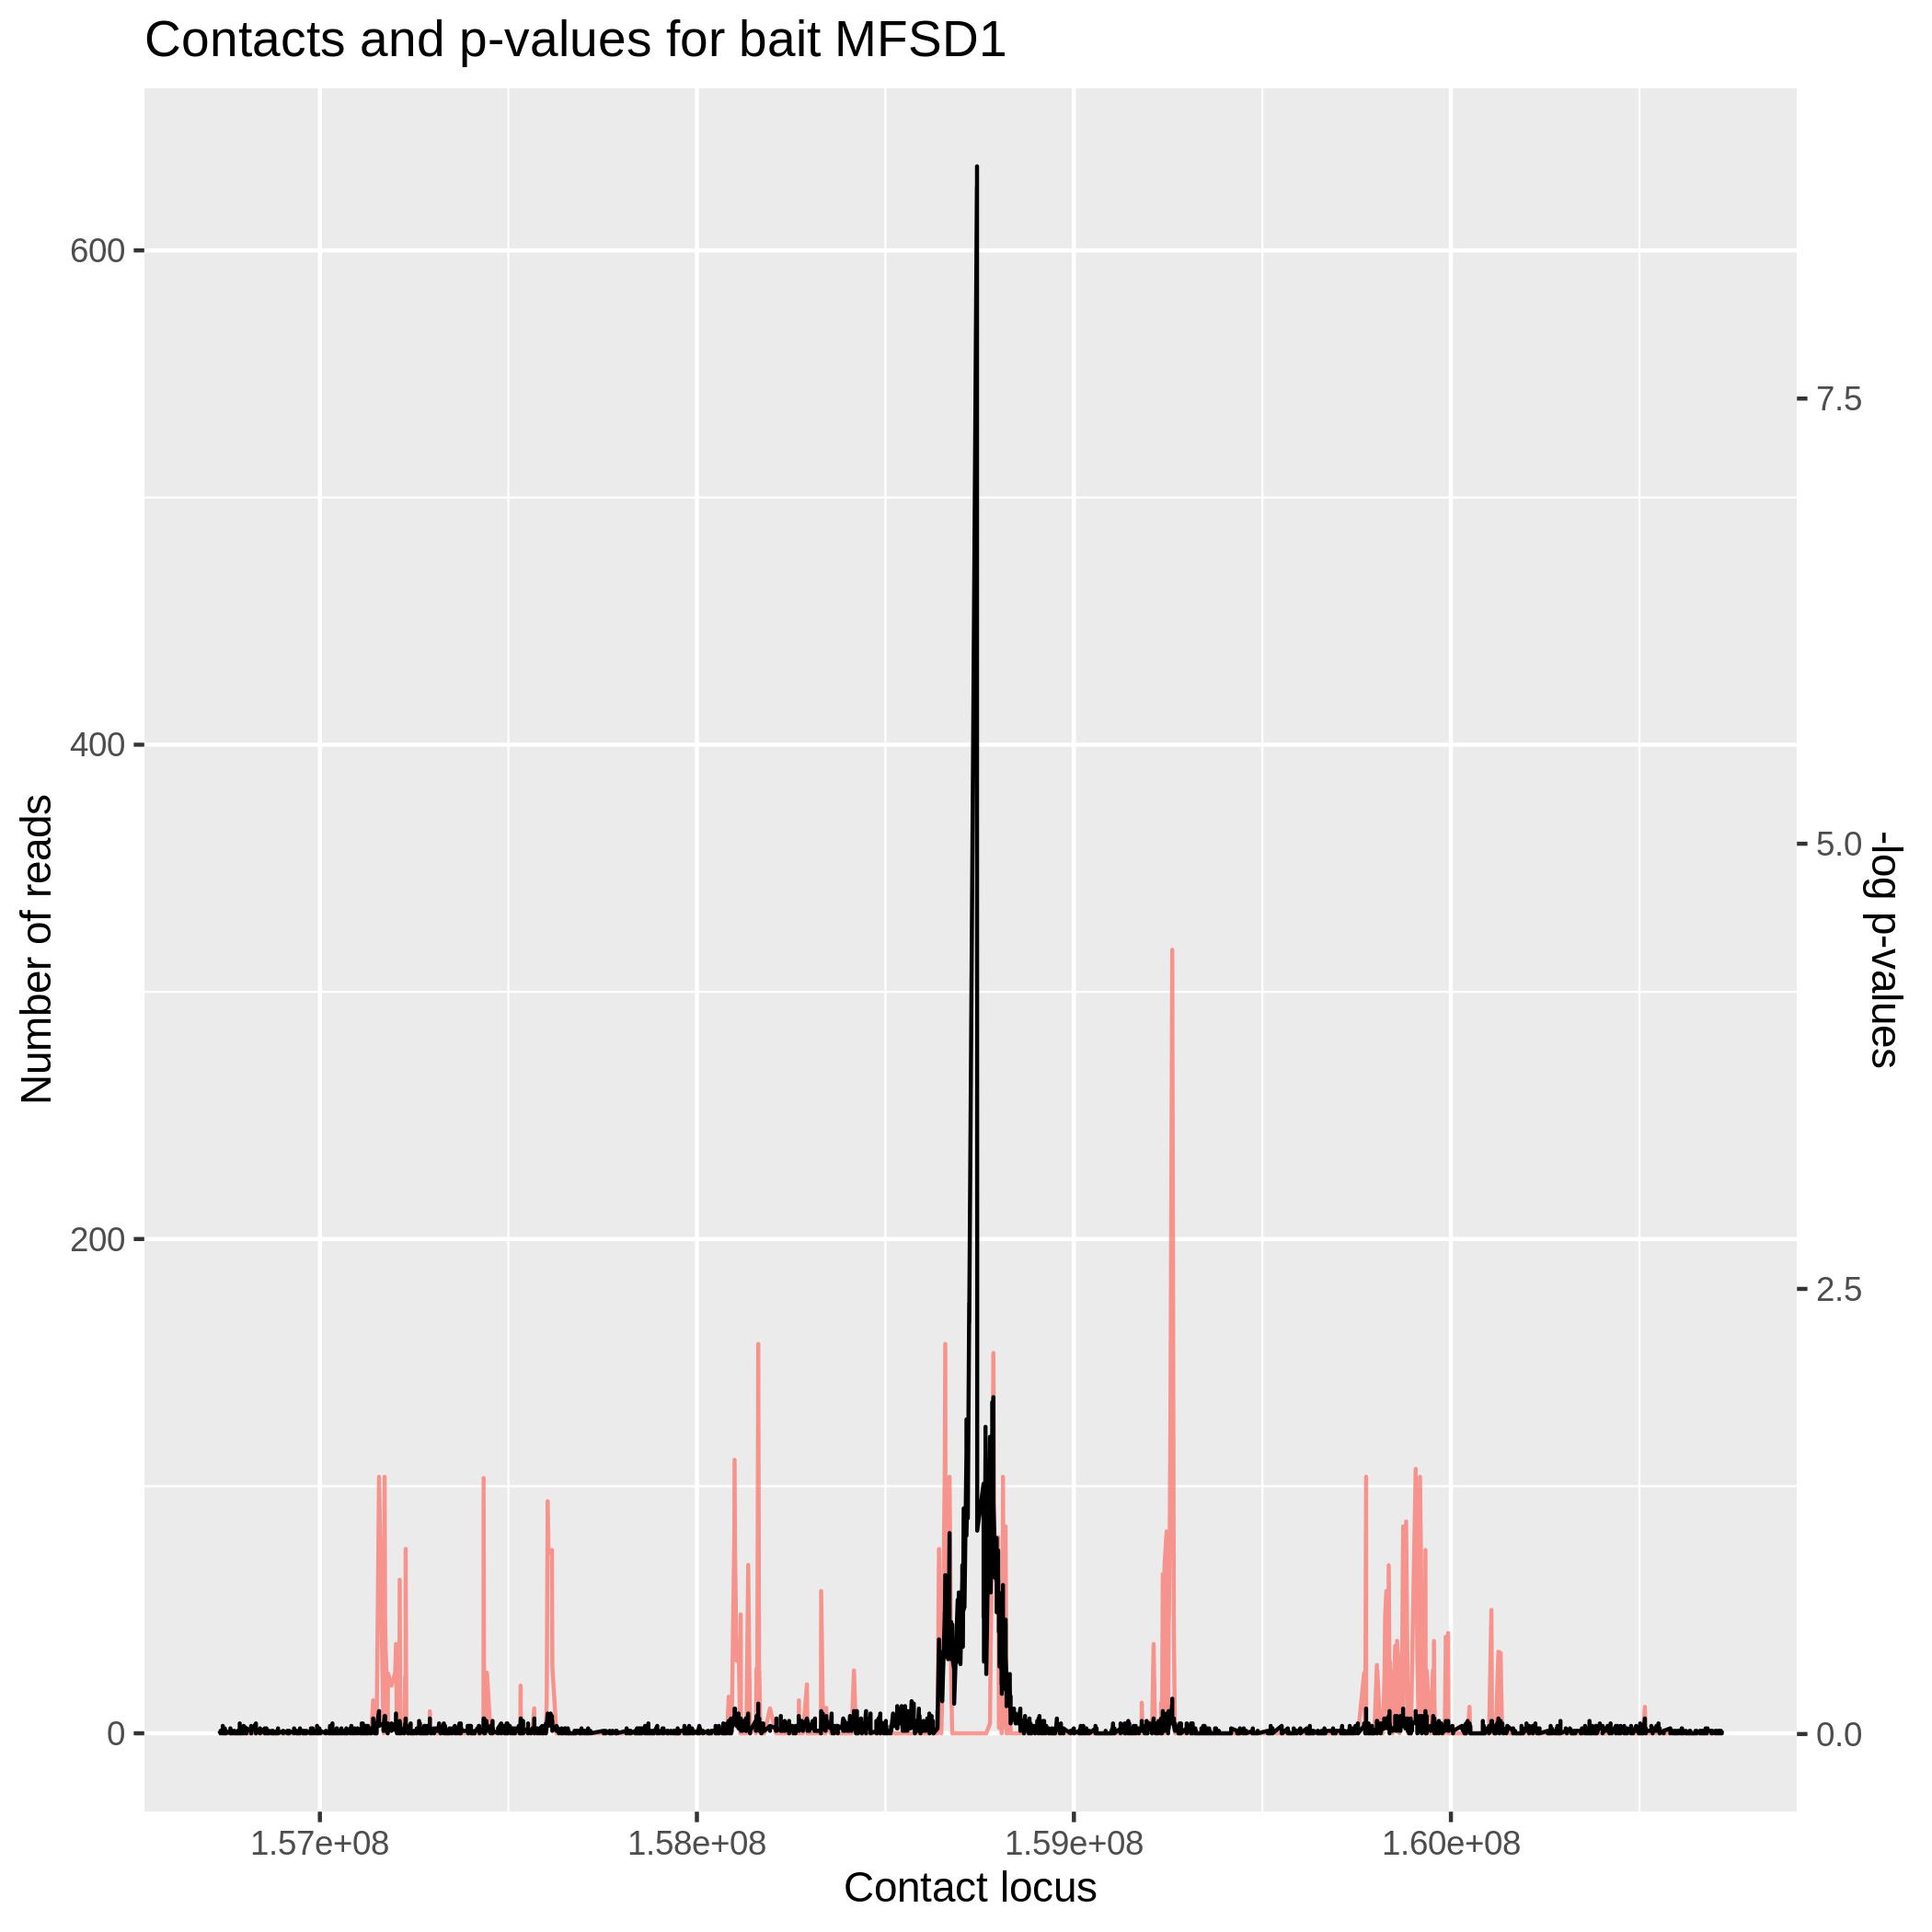 Contacts and p-values for bait MFSD1
600
400
200
0
7.5
5.0
2.5
0.0
Number of reads
-log p-values
1.57e+08
1.58e+08
1.59e+08
1.60e+08
Contact locus